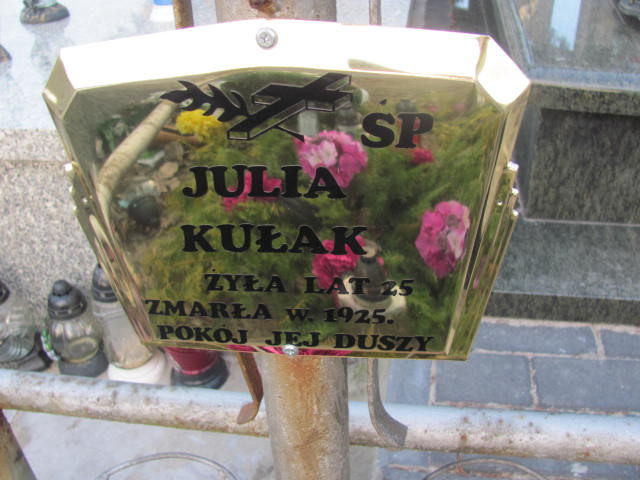 ŚP
JULIA
KUŁAK
ŻYŁA LAT 25
ZMARŁA W. 1925.
POKÓJ JEJ DUSZY